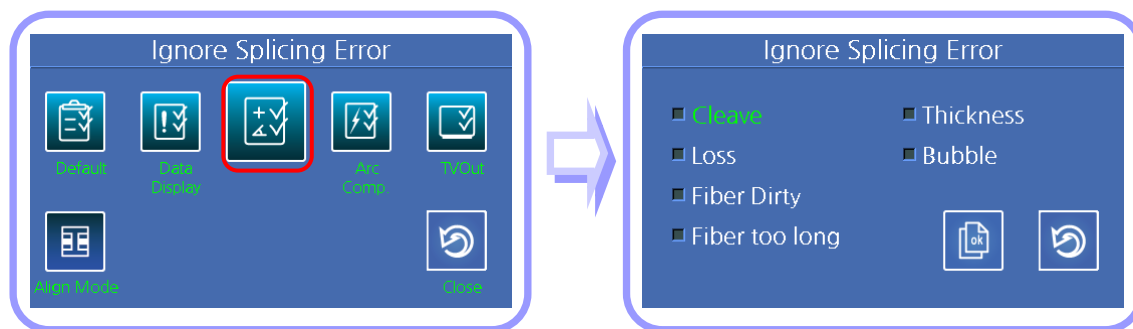 Ignore Splicing Error
Default
Data
Display
Arc
Comp.
TVOut
Align Mode
Close
Ignore Splicing Error
Cleave
Thickness
Loss
Bubble
Fiber Dirty
Fiber too long
ok